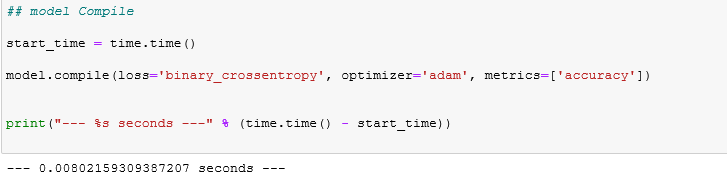 ## model Compile
start_time = time.time()
model.compile(loss='binary_crossentropy', optimizer='adam', metrics=['accuracy'])
print("--- %s seconds ---" % (time.time() - start_time))
--- 0.00802159309387207 seconds ---